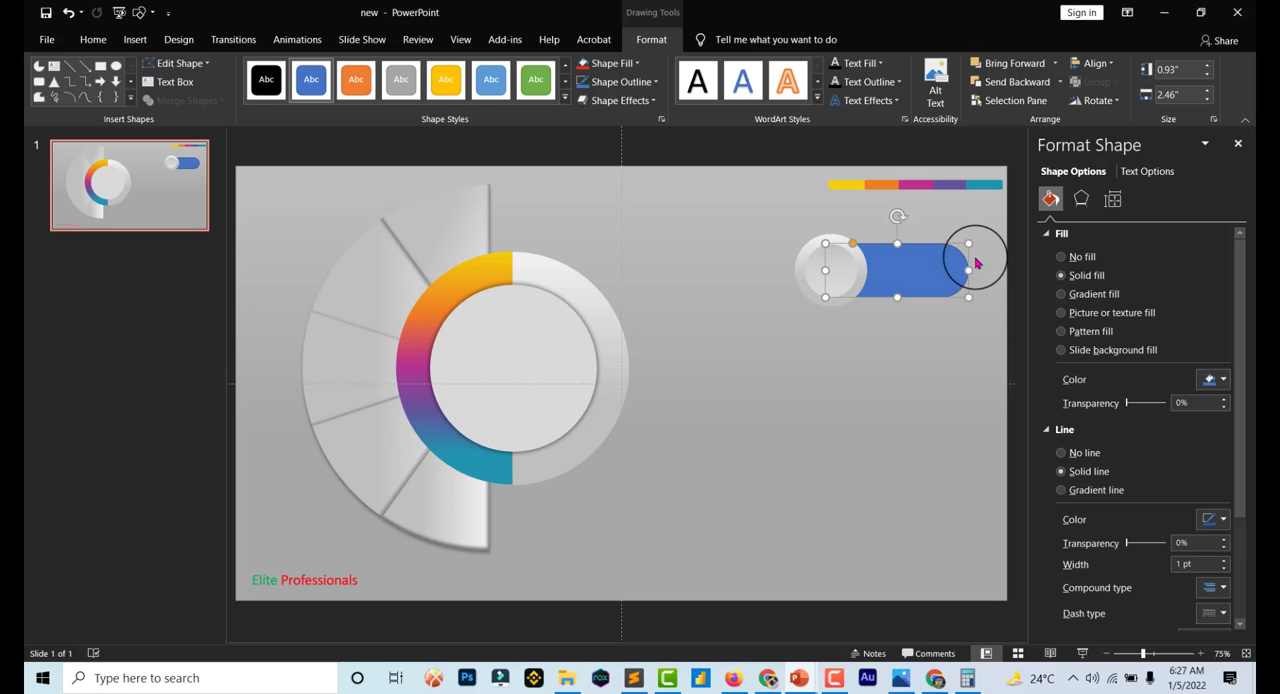 new - PowerPoint
Drawing Tools
Sign in
File Home Insert Design Transitions Animations Slide Show Review View Add-ins Help Acrobat Format Tell me what you want to do Share
Edit Shape
Text Box
Merge Shapes
Insert Shapes
Abc Abc Abc Abc Abc Abc Abc
Shape Fill
Shape Outline
Shape Effects
Shape Styles
A A A
Text Fill
Text Outline
Text Effects
WordArt Styles
Alt
Text
Accessibility
Bring Forward
Send Backward
Selection Pane
Align
Group
Rotate
Arrange
0.93"
2.46"
Size
1
Elite Professionals
Format Shape
Shape Options Text Options
Fill
No fill
Solid fill
Gradient fill
Picture or texture fill
Pattern fill
Slide background fill
Color
Transparency 0%
Line
No line
Solid line
Gradient line
Color
Transparency 0%
Width 1 pt
Compound type
Dash type
Slide 1 of 1
Notes Comments 75%
Type here to search
Ps
Au
24°C
6:27 AM
1/5/2022